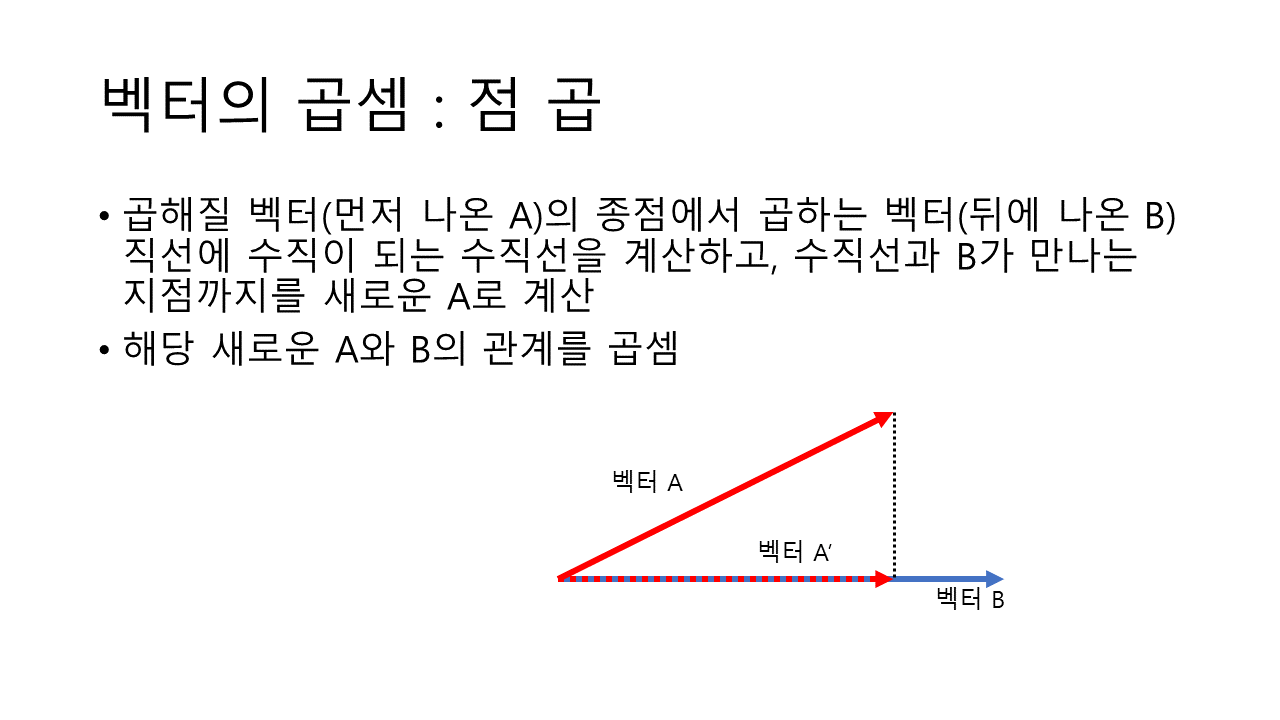 벡터의 곱셈 : 점 곱
• 곱해질 벡터(먼저 나온 A)의 종점에서 곱하는 벡터(뒤에 나온 B)
직선에 수직이 되는 수직선을 계산하고, 수직선과 B가 만나는
지점까지를 새로운 A로 계산
• 해당 새로운 A와 B의 관계를 곱셈
벡터 A
벡터 A’
벡터 B